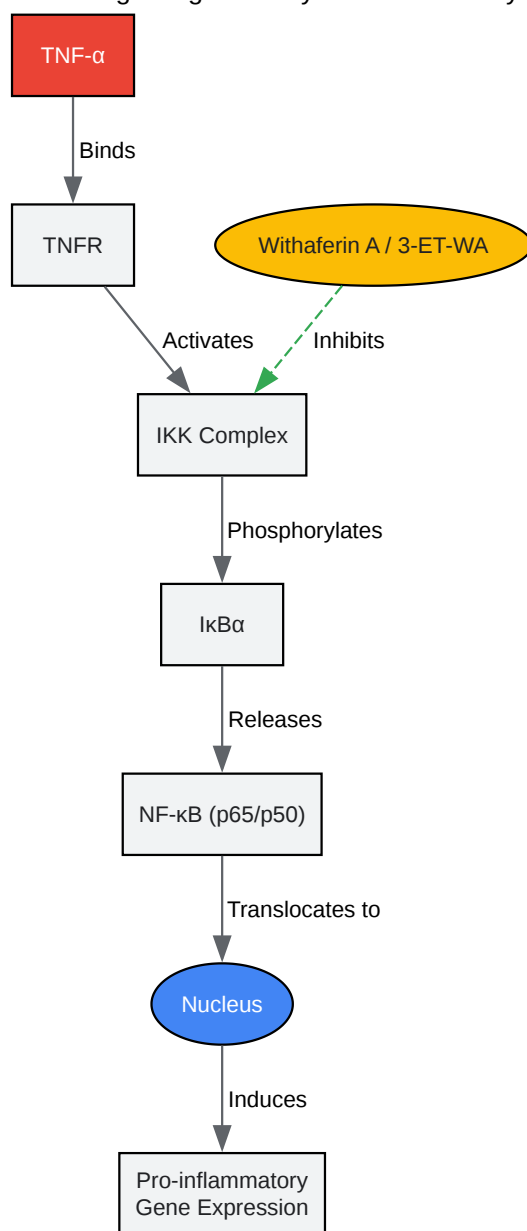 TNF-α
Binds
TNFR
Withaferin A / 3-ET-WA
Activates
Inhibits
IKK Complex
Phosphorylates
IκBα
Releases
NF-κB (p65/p50)
Translocates to
Nucleus
Induces
Pro-inflammatory
Gene Expression